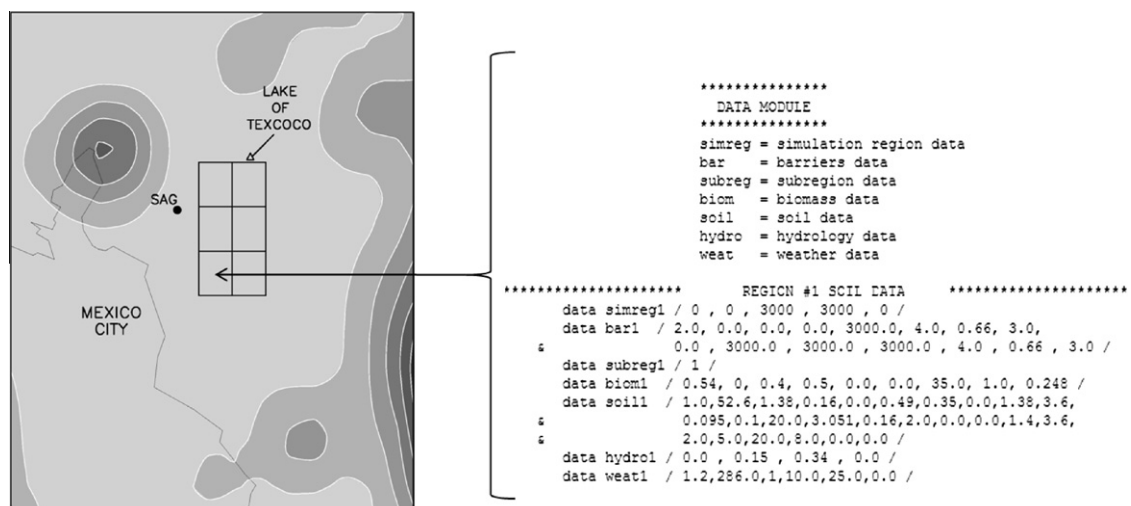 LAKE
OF
TEXCOCO
SAG
MEXICO
CITY
***************
DATA MODULE
***************
simreg = simulation region data
bar = barriers data
subreg = subregion data
biom = biomass data
soil = soil data
hydro = hydrology data
weat = weather data
********************** REGION #1 SOIL DATA **********************
data simreg1 / 0 , 0 , 3000 , 3000 , 0 /
data bar1 / 2.0, 0.0, 0.0, 0.0, 3000.0, 4.0, 0.66, 3.0,
& 0.0 , 3000.0 , 3000.0 , 3000.0 , 4.0 , 0.66 , 3.0 /
data subreg1 / 1 /
data biom1 / 0.54, 0, 0.4, 0.5, 0.0, 0.0, 35.0, 1.0, 0.248 /
data soil1 / 1.0,52.6,1.38,0.16,0.0,0.49,0.35,0.0,1.38,3.6,
& 0.095,0.1,20.0,3.051,0.16,2.0,0.0,0.0,1.4,3.6,
& 2.0,5.0,20.0,8.0,0.0,0.0 /
data hydro1 / 0.0 , 0.15 , 0.34 , 0.0 /
data weat1 / 1.2,286.0,1,10.0,25.0,0.0 /